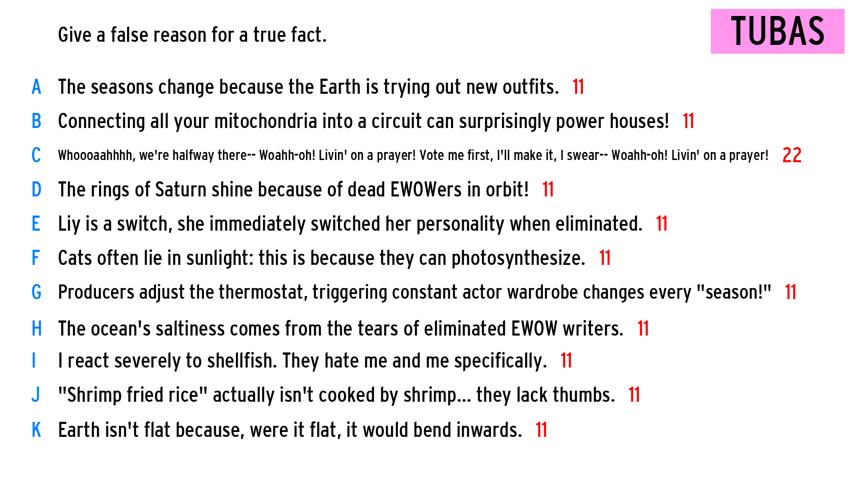 Give a false reason for a true fact.
TUBAS
A The seasons change because the Earth is trying out new outfits. 11
B Connecting all your mitochondria into a circuit can surprisingly power houses! 11
C Whoooaahhhh, we're halfway there-- Woahh-oh! Livin' on a prayer! Vote me first, I'll make it, I swear-- Woahh-oh! Livin' on a prayer! 22
D The rings of Saturn shine because of dead EWOWers in orbit! 11
E Liy is a switch, she immediately switched her personality when eliminated. 11
F Cats often lie in sunlight: this is because they can photosynthesize. 11
G Producers adjust the thermostat, triggering constant actor wardrobe changes every "season!" 11
H The ocean's saltiness comes from the tears of eliminated EWOW writers. 11
I I react severely to shellfish. They hate me and me specifically. 11
J "Shrimp fried rice" actually isn't cooked by shrimp... they lack thumbs. 11
K Earth isn't flat because, were it flat, it would bend inwards. 11